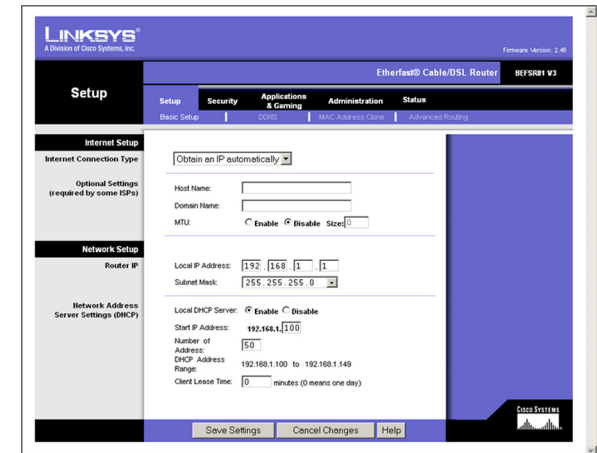 LINKSYS®
A Division of Cisco Systems, Inc.
Firmware Version: 2.46
Etherfast® Cable/DSL Router BEFSR81 V3
Setup
Setup Security Applications & Gaming Administration Status
Basic Setup DDNS MAC Address Clone Advanced Routing
Internet Setup
Internet Connection Type
Obtain an IP automatically
Optional Settings
(required by some ISPs)
Host Name:
Domain Name:
MTU: Enable Disable Size: 0
Network Setup
Router IP
Local IP Address: 192 . 168 . 1 . 1
Subnet Mask: 255.255.255.0
Network Address
Server Settings (DHCP)
Local DHCP Server: Enable Disable
Start IP Address: 192.168.1. 100
Number of
Address: 50
DHCP Address
Range: 192.168.1.100 to 192.168.1.149
Client Lease Time: 0 minutes (0 means one day)
CISCO SYSTEMS
Save Settings Cancel Changes Help